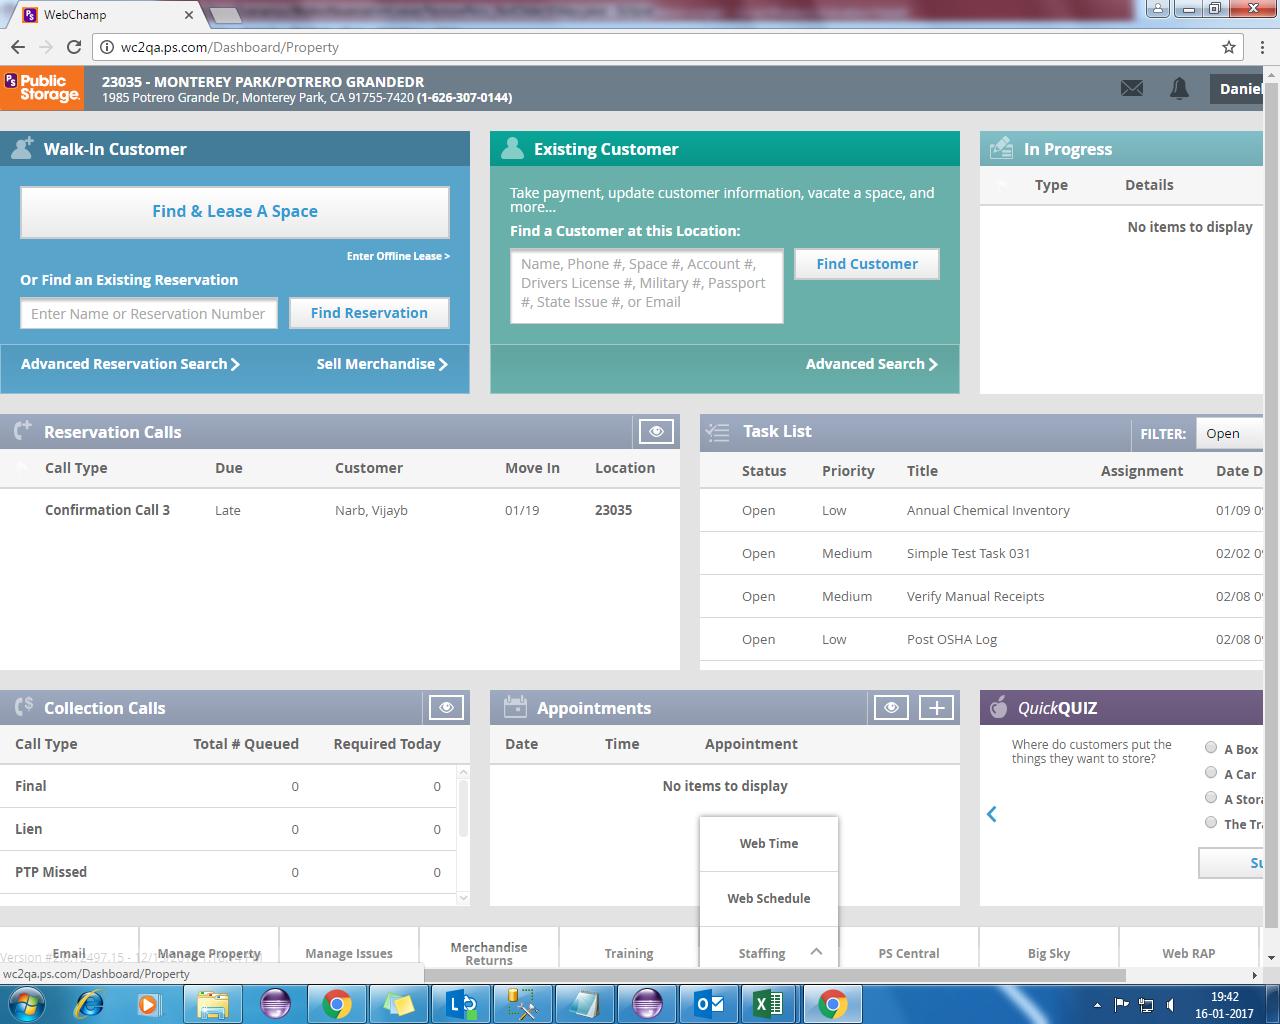 WebChamp
wc2qa.ps.com/Dashboard/Property
PS
Public
Storage
23035 - MONTEREY PARK/POTRERO GRANDEDR
1985 Potrero Grande Dr, Monterey Park, CA 91755-7420 (1-626-307-0144)
Daniel
Walk-In Customer
Find & Lease A Space
Enter Offline Lease >
Or Find an Existing Reservation
Enter Name or Reservation Number
Find Reservation
Advanced Reservation Search
Sell Merchandise
Existing Customer
Take payment, update customer information, vacate a space, and
more...
Find a Customer at this Location:
Name, Phone #, Space #, Account #,
Drivers License #, Military #, Passport
#, State Issue #, or Email
Find Customer
Advanced Search
In Progress
Type Details
No items to display
Reservation Calls
Call Type Due Customer Move In Location
Confirmation Call 3 Late Narb, Vijayb 01/19 23035
Task List
FILTER: Open
Status Priority Title Assignment Date D
Open Low Annual Chemical Inventory 01/09 09
Open Medium Simple Test Task 031 02/02 09
Open Medium Verify Manual Receipts 02/08 09
Open Low Post OSHA Log 02/08 09
Collection Calls
Call Type Total # Queued Required Today
Final 0 0
Lien 0 0
PTP Missed 0 0
Appointments
Date Time Appointment
No items to display
Web Time
Web Schedule
QuickQUIZ
Where do customers put the
things they want to store?
A Box
A Car
A Stora
The Tra
Su
Email
Manage Property
Manage Issues
Merchandise
Returns
Training
Staffing
PS Central
Big Sky
Web RAP
wc2qa.ps.com/Dashboard/Property
19:42
16-01-2017